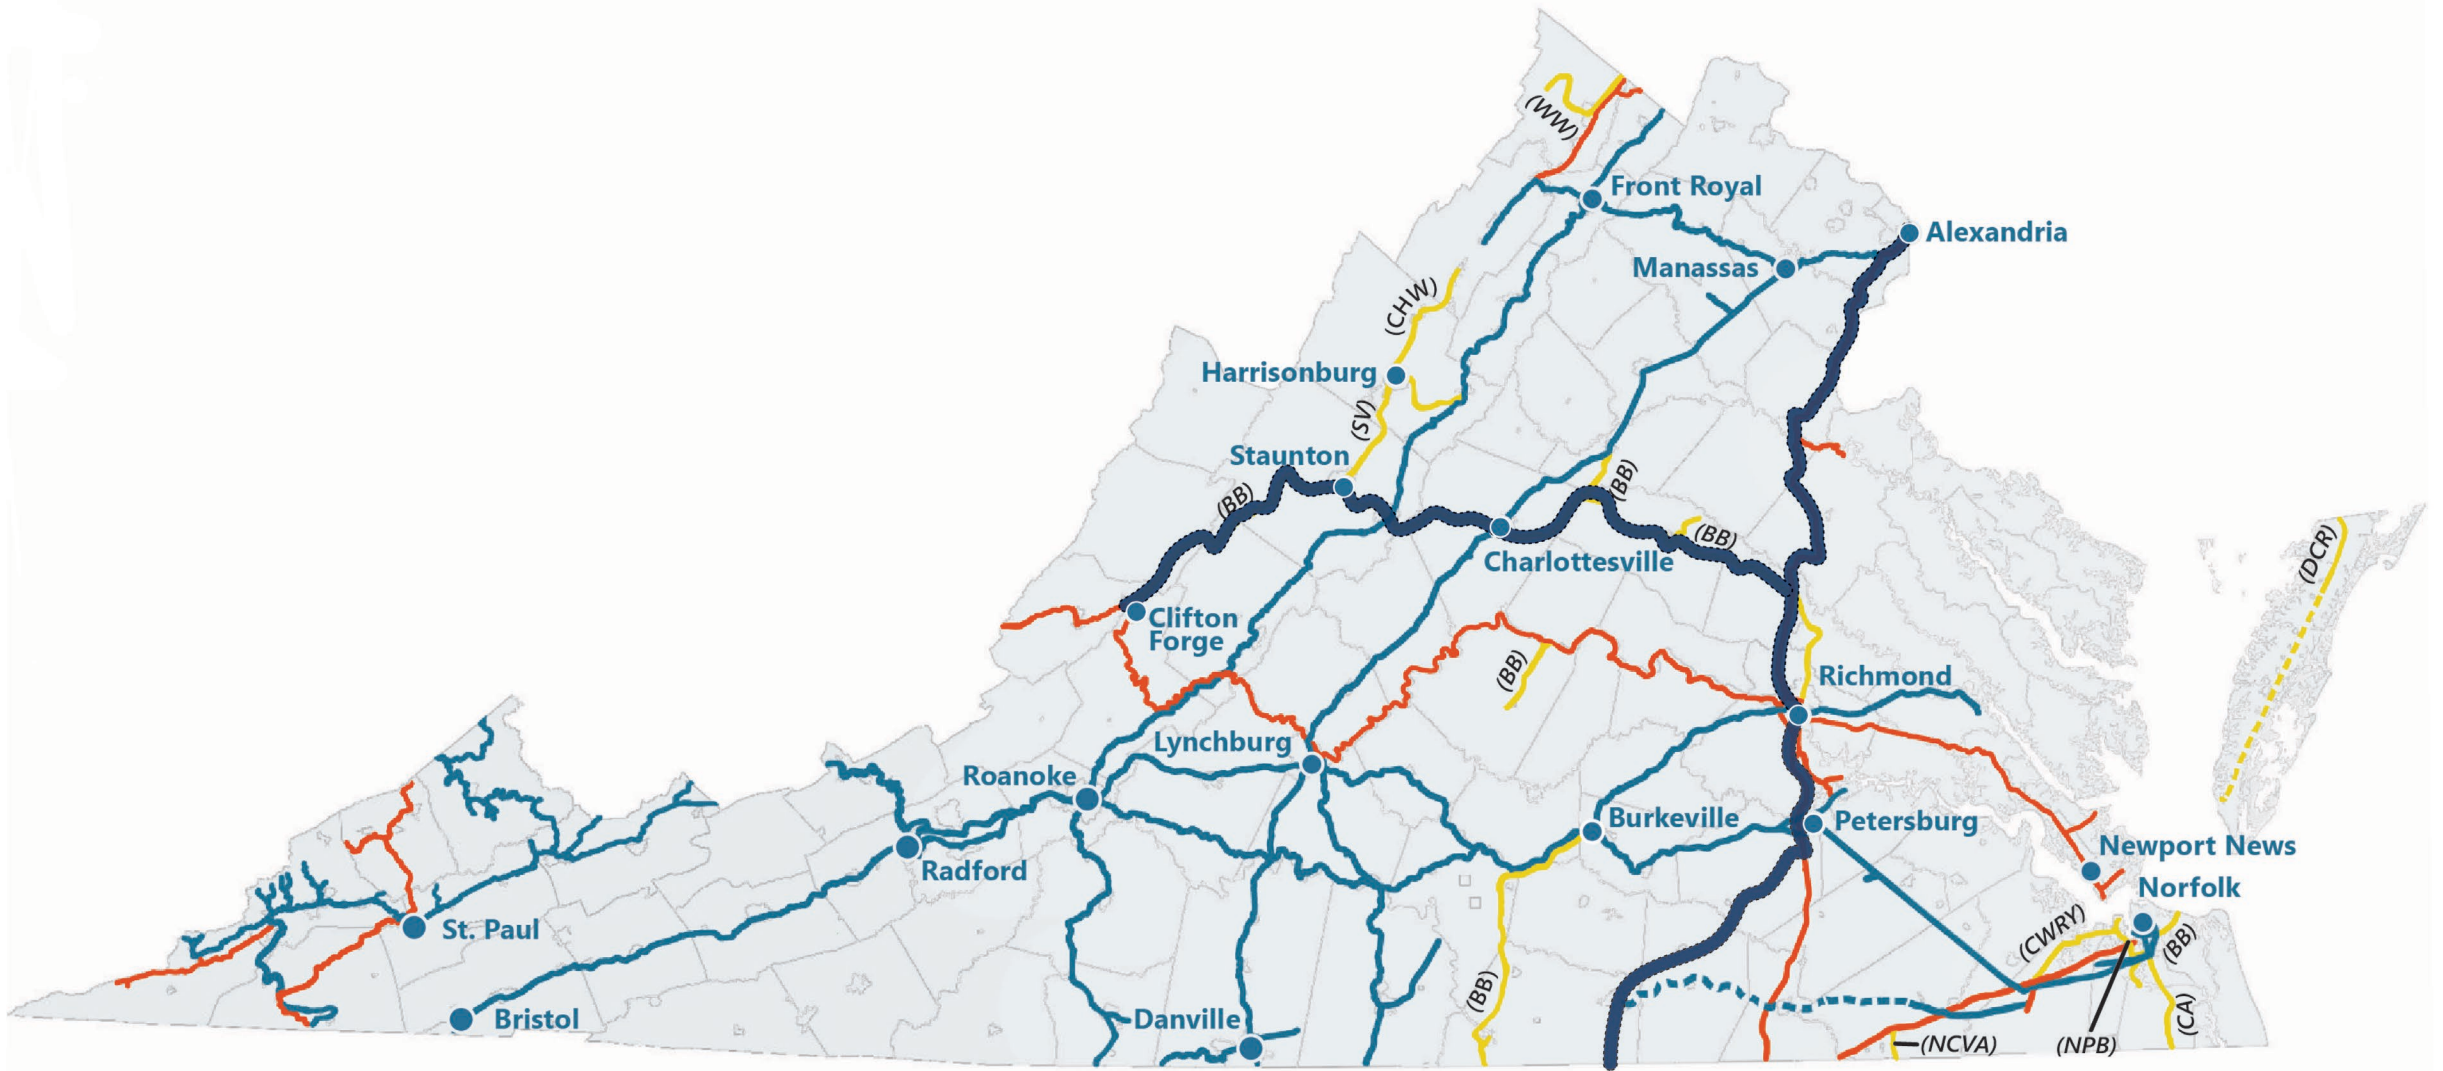 (WW)
Front Royal
Alexandria
Manassas
(CHW)
Harrisonburg
(SV)
Staunton
(BB)
(BB)
(BB)
Charlottesville
(DCR)
Clifton
Forge
(BB)
Richmond
Lynchburg
Roanoke
Burkeville
Petersburg
Radford
Newport News
Norfolk
St. Paul
(CWRY)
(BB)
(BB)
Bristol
Danville
(CA)
(NCVA)
(NPB)